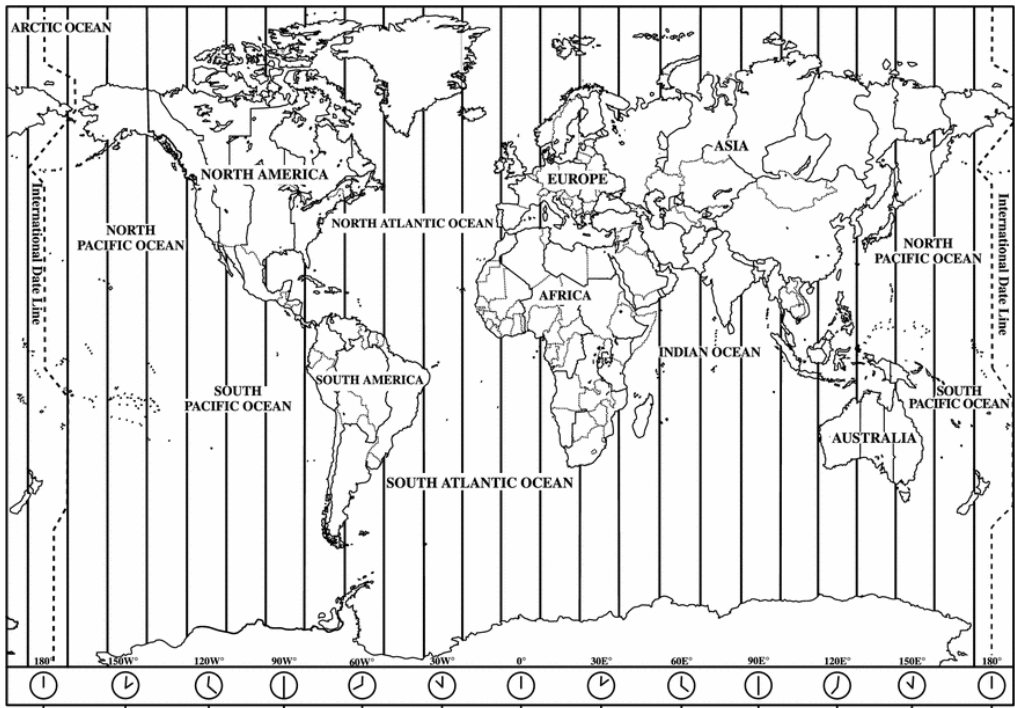 ARCTIC OCEAN
ASIA
NORTH AMERICA
EUROPE
International Date Line
NORTH ATLANTIC OCEAN
International Date Line
NORTH
PACIFIC OCEAN
NORTH
PACIFIC OCEAN
AFRICA
INDIAN OCEAN
SOUTH AMERICA
SOUTH
PACIFIC OCEAN
SOUTH
PACIFIC OCEAN
AUSTRALIA
SOUTH ATLANTIC OCEAN
180° 150W° 120W° 90W° 60W° 30W° 0° 30E° 60E° 90E° 120E° 150E° 180°